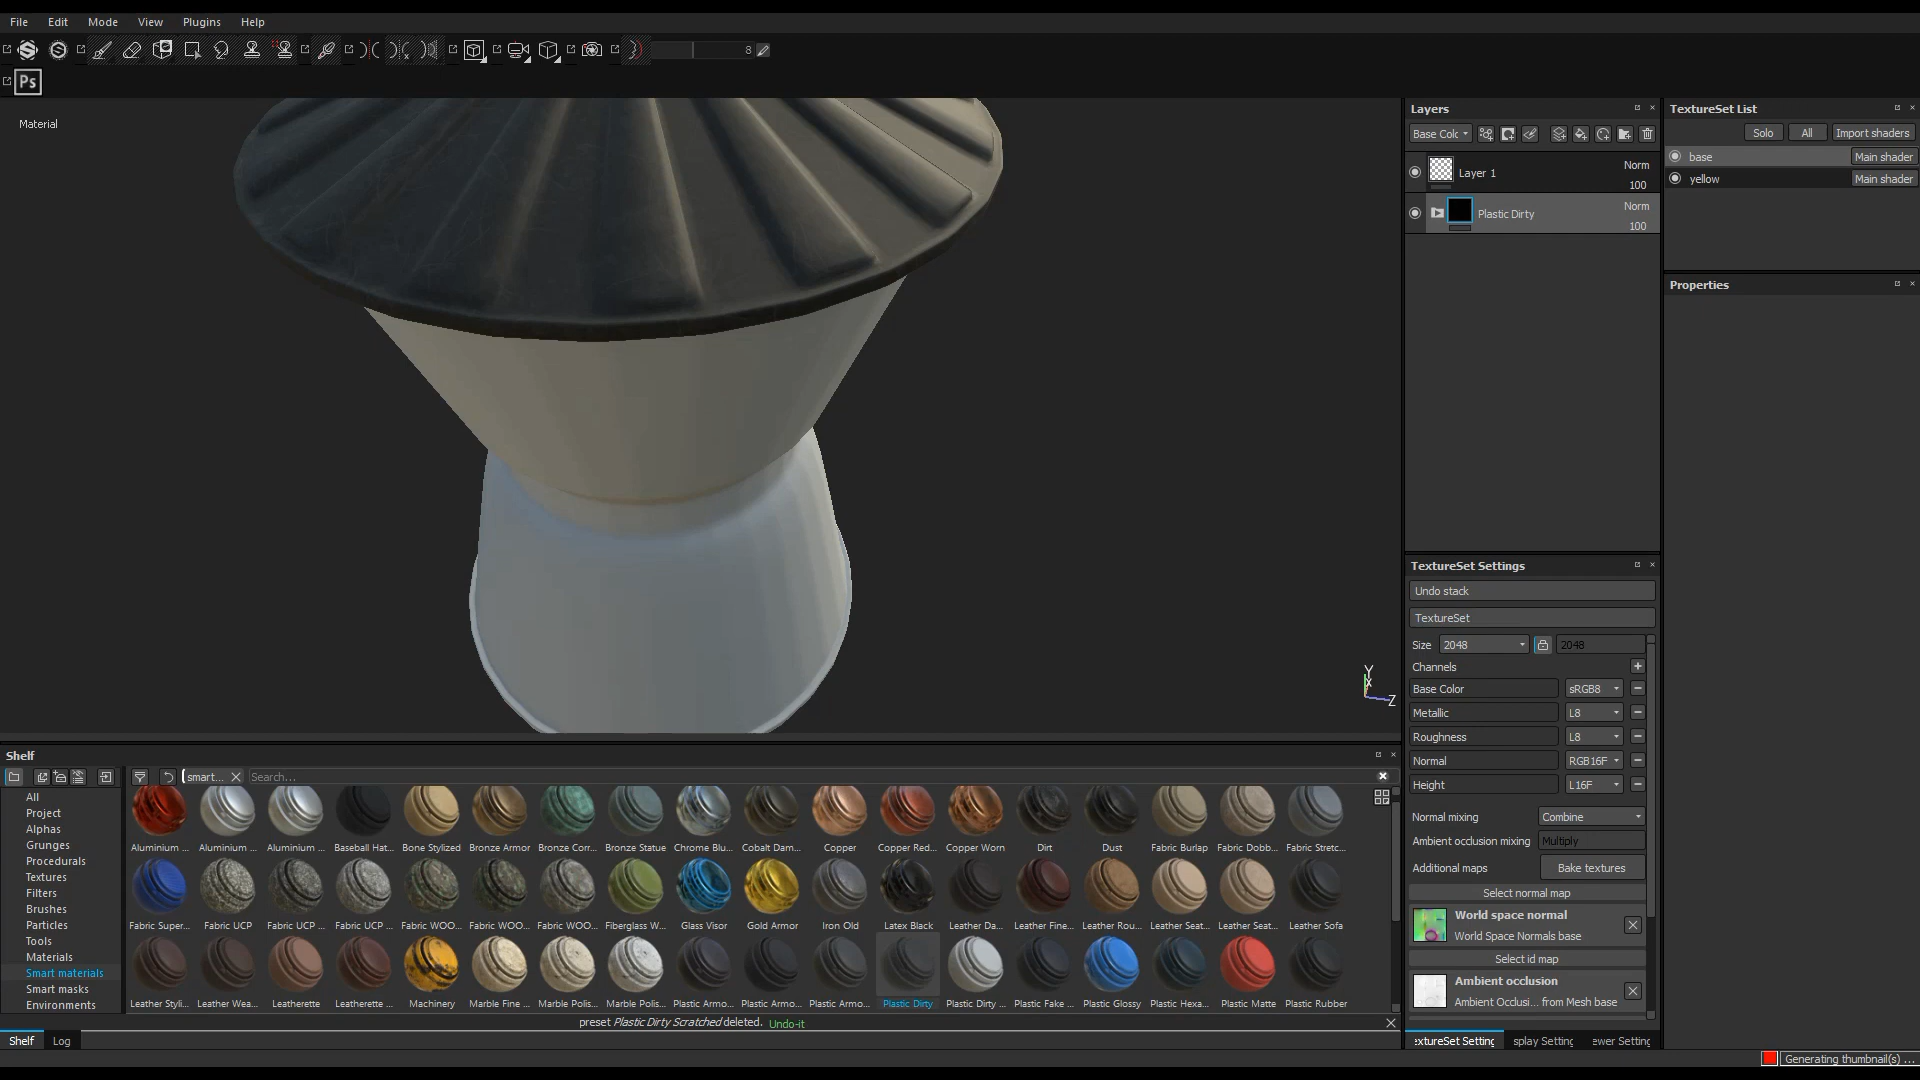 File Edit Mode View Plugins Help
8
Ps
Material
Layers
Base Colc
Layer 1 Norm 100
Plastic Dirty Norm 100
TextureSet List
Solo All Import shaders
base Main shader
yellow Main shader
Properties
TextureSet Settings
Undo stack
TextureSet
Size 2048 2048
Channels
Base Color sRGB8
Metallic L8
Roughness L8
Normal RGB16F
Height L16F
Normal mixing Combine
Ambient occlusion mixing Multiply
Additional maps Bake textures
Select normal map
World space normal
World Space Normals base
Select id map
Ambient occlusion
Ambient Occlusi... from Mesh base
extureSet Setting splay Setting ewer Setting
Y
X
Z
Shelf
smart... Search...
All
Project
Alphas
Grunges
Procedurals
Textures
Filters
Brushes
Particles
Tools
Materials
Smart materials
Smart masks
Environments
Aluminium ... Aluminium ... Aluminium ... Baseball Hat... Bone Stylized Bronze Armor Bronze Corr... Bronze Statue Chrome Blu... Cobalt Dam... Copper Copper Red... Copper Worn Dirt Dust Fabric Burlap Fabric Dobb... Fabric Stretc...
Fabric Super... Fabric UCP Fabric UCP ... Fabric UCP ... Fabric WOO... Fabric WOO... Fabric WOO... Fiberglass W... Glass Visor Gold Armor Iron Old Latex Black Leather Da... Leather Fine... Leather Rou... Leather Seat... Leather Seat... Leather Sofa
Leather Styli... Leather Wea... Leatherette Leatherette ... Machinery Marble Fine ... Marble Polis... Marble Polis... Plastic Armo... Plastic Armo... Plastic Armo... Plastic Dirty Plastic Dirty ... Plastic Fake ... Plastic Glossy Plastic Hexa... Plastic Matte Plastic Rubber
preset Plastic Dirty Scratched deleted. Undo-it
Shelf Log
Generating thumbnail(s) ...